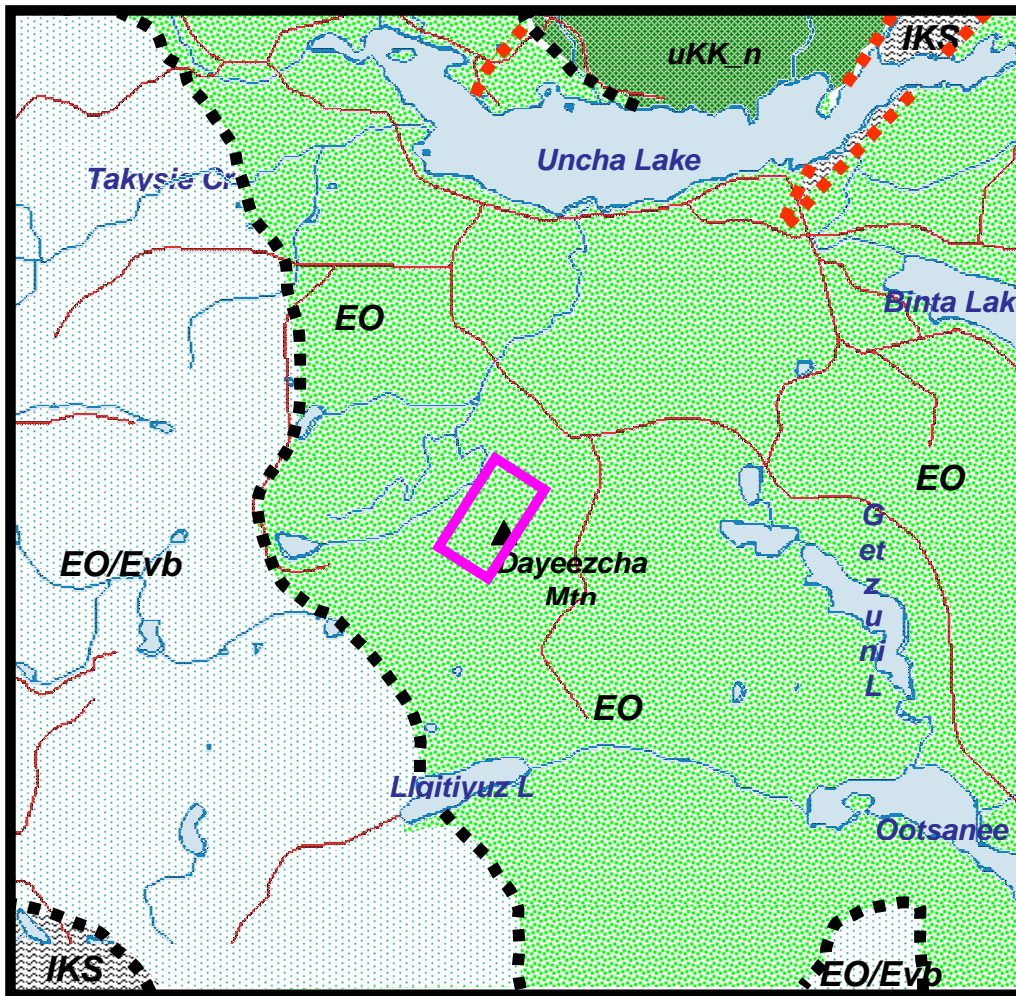 uKK_n
IKS
Uncha Lake
Takysie Cr
Binta Lak
EO
EO
EO/Evb
G
et
z
u
ni
L
Dayeezcha
Mtn
EO
Llgitiyuz L
Ootsanee
IKS
EO/Evb